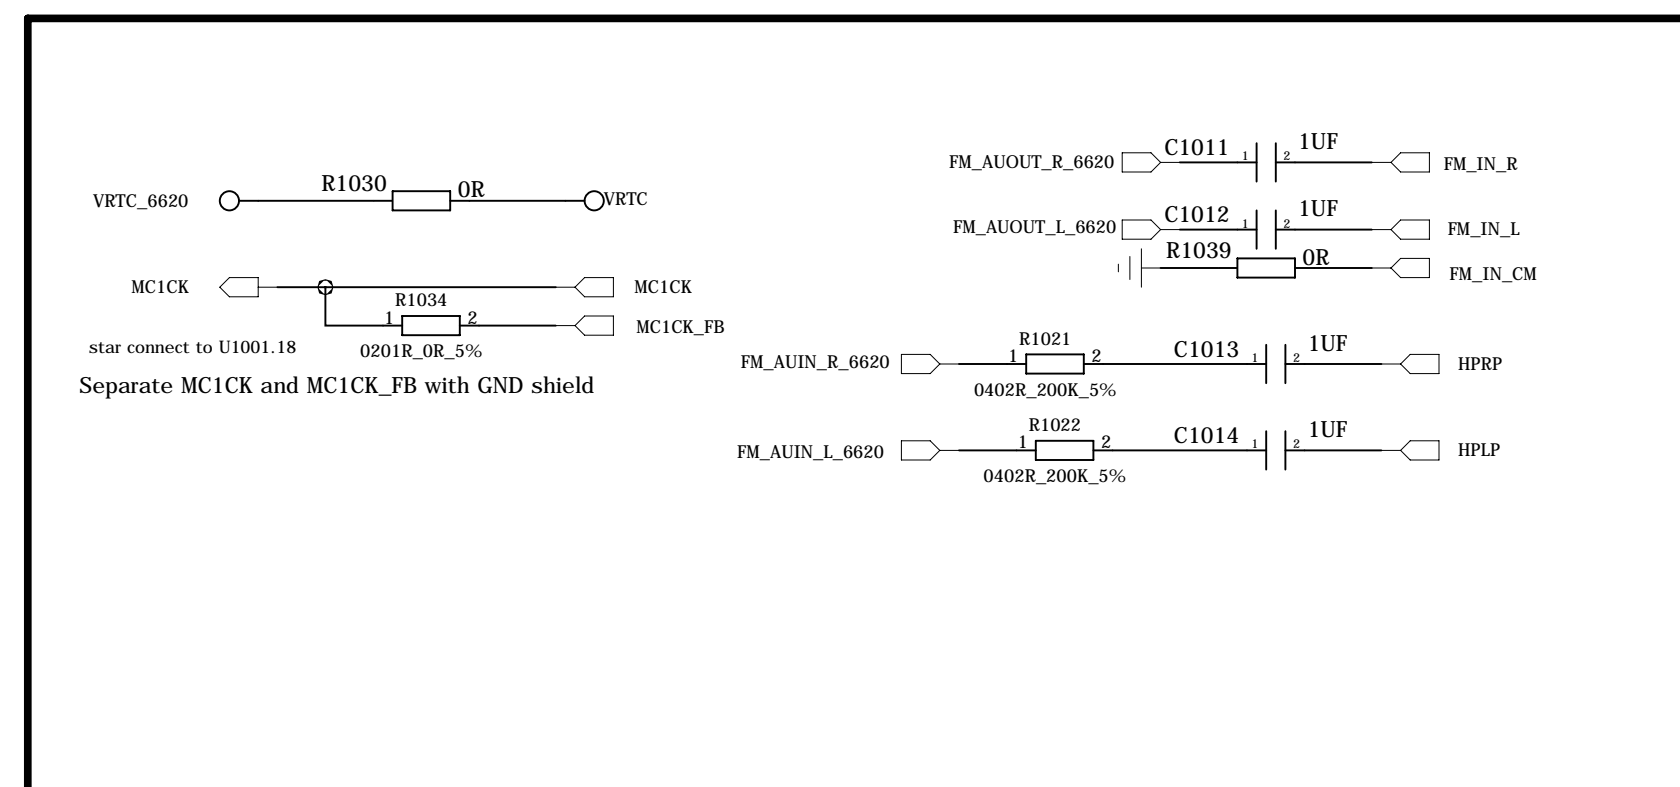 VRTC_6620 R1030 0R VRTC
MC1CK MC1CK
R1034
1 2 MC1CK_FB
star connect to U1001.18 0201R_0R_5%
Separate MC1CK and MC1CK_FB with GND shield
FM_AUOUT_R_6620 C1011 1 2 1UF FM_IN_R
FM_AUOUT_L_6620 C1012 1 2 1UF FM_IN_L
R1039 0R FM_IN_CM
R1021
FM_AUIN_R_6620 1 2 C1013 1 2 1UF HPRP
0402R_200K_5%
R1022
FM_AUIN_L_6620 1 2 C1014 1 2 1UF HPLP
0402R_200K_5%